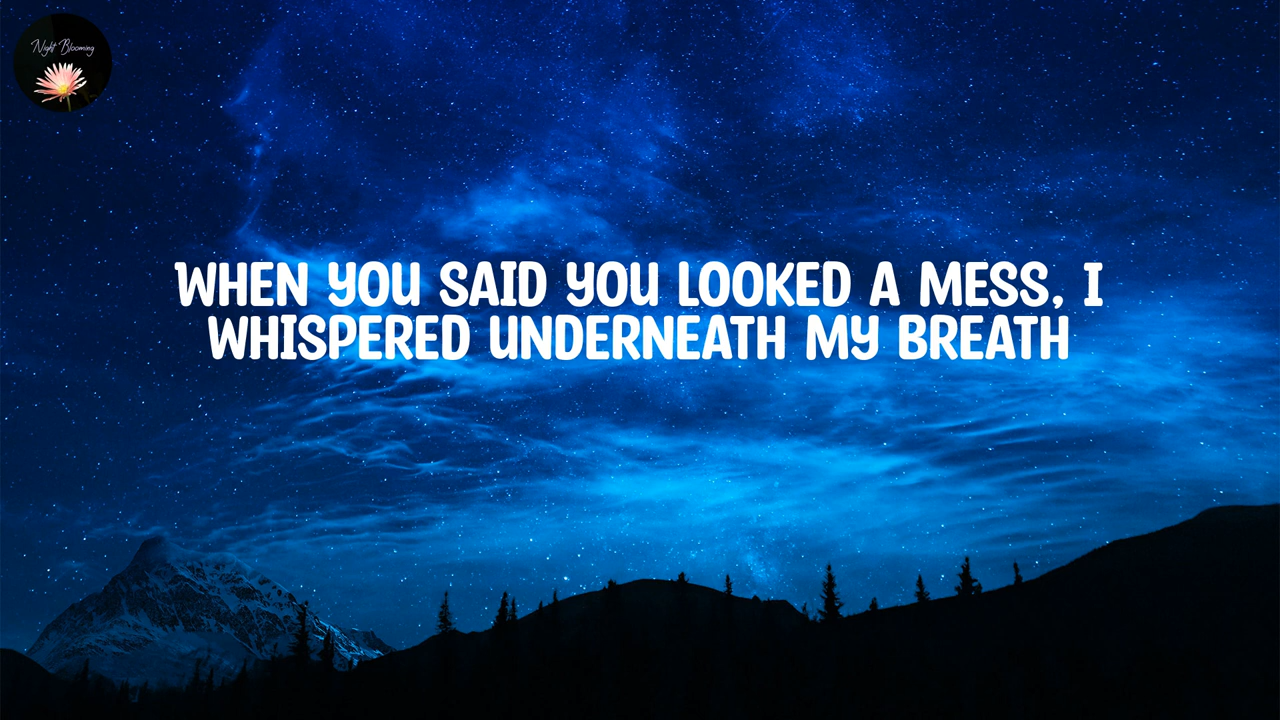 Night Blooming
WHEN YOU SAID YOU LOOKED A MESS, I
WHISPERED UNDERNEATH MY BREATH